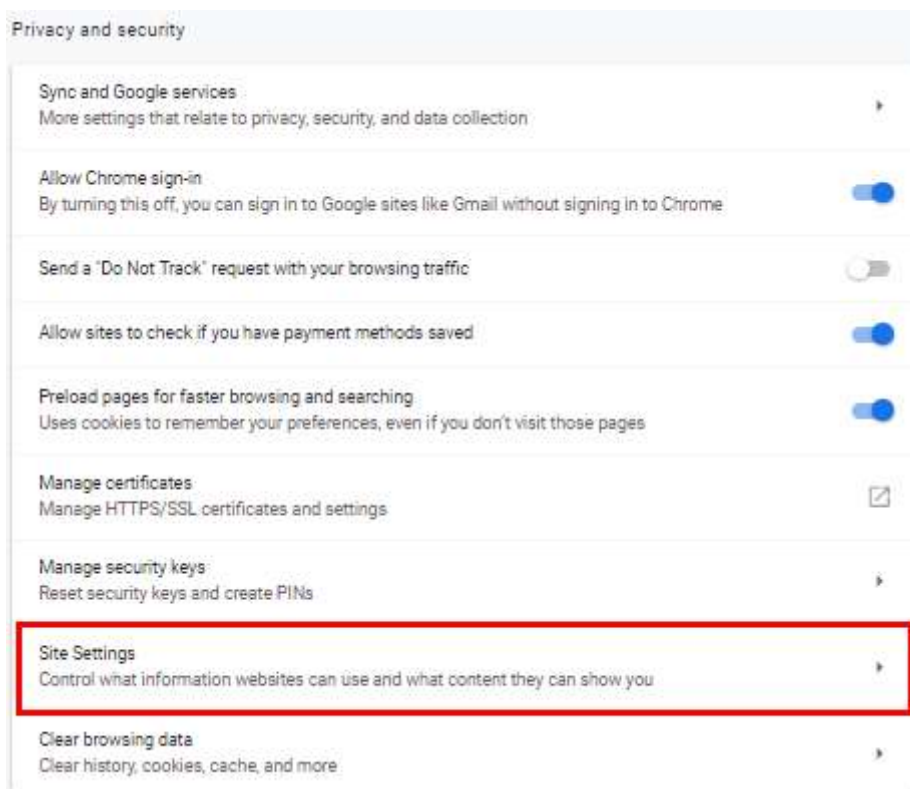 Privacy and security
Sync and Google services
More settings that relate to privacy, security, and data collection
Allow Chrome sign-in
By turning this off, you can sign in to Google sites like Gmail without signing in to Chrome
Send a "Do Not Track" request with your browsing traffic
Allow sites to check if you have payment methods saved
Preload pages for faster browsing and searching
Uses cookies to remember your preferences, even if you don't visit those pages
Manage certificates
Manage HTTPS/SSL certificates and settings
Manage security keys
Reset security keys and create PINs
Site Settings
Control what information websites can use and what content they can show you
Clear browsing data
Clear history, cookies, cache, and more